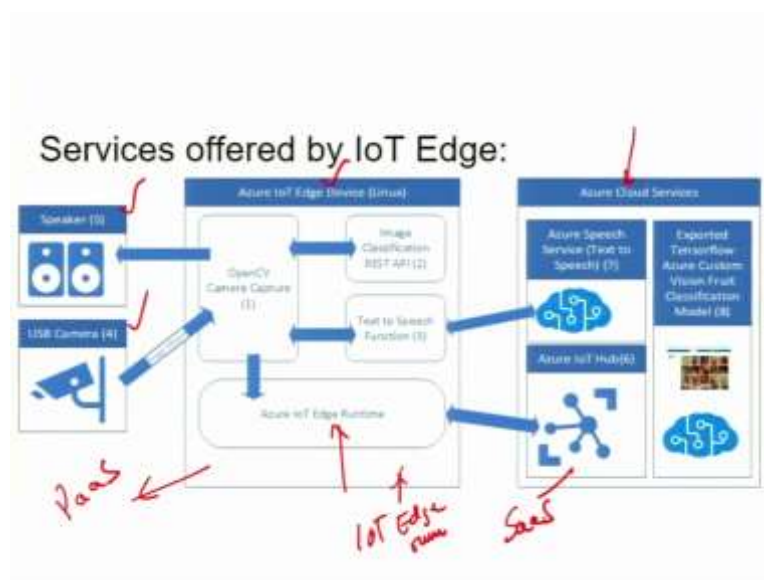 Services offered by IoT Edge:
Speaker (5)
USB Camera (4)
Azure IoT Edge Device (Linux)
OpenCV
Camera Capture
(1)
Image
Classification
REST API (2)
Text to Speech
Function (3)
Azure IoT Edge Runtime
Azure Cloud Services
Azure Speech
Service (Text to
Speech) (7)
Azure IoT Hub(6)
Exported
Tensorflow
Azure Custom
Vision Fruit
Classification
Model (8)
PaaS
IoT Edge
SaaS